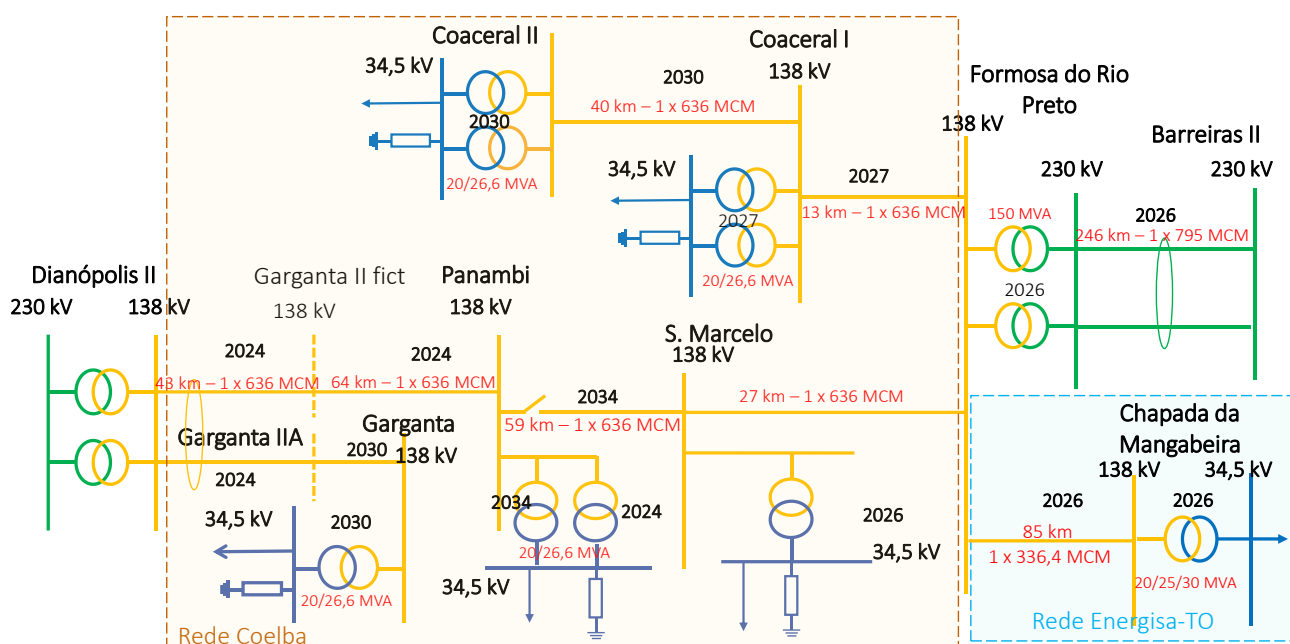 Coaceral II
34,5 kV
2030
20/26,6 MVA
2030
40 km – 1 x 636 MCM
Coaceral I
138 kV
34,5 kV
2027
20/26,6 MVA
2027
13 km – 1 x 636 MCM
Formosa do Rio
Preto
138 kV
150 MVA
2026
230 kV
Barreiras II
230 kV
2026
246 km – 1 x 795 MCM
Dianópolis II
230 kV
138 kV
Garganta II fict
138 kV
Panambi
138 kV
2024
43 km – 1 x 636 MCM
2024
64 km – 1 x 636 MCM
S. Marcelo
138 kV
2034
59 km – 1 x 636 MCM
27 km – 1 x 636 MCM
Garganta IIA
2024
2030
Garganta
138 kV
34,5 kV
2030
20/26,6 MVA
2034
2024
20/26,6 MVA
34,5 kV
2026
34,5 kV
Chapada da
Mangabeira
138 kV
34,5 kV
2026
85 km
1 x 336,4 MCM
2026
20/25/30 MVA
Rede Coelba
Rede Energisa-TO